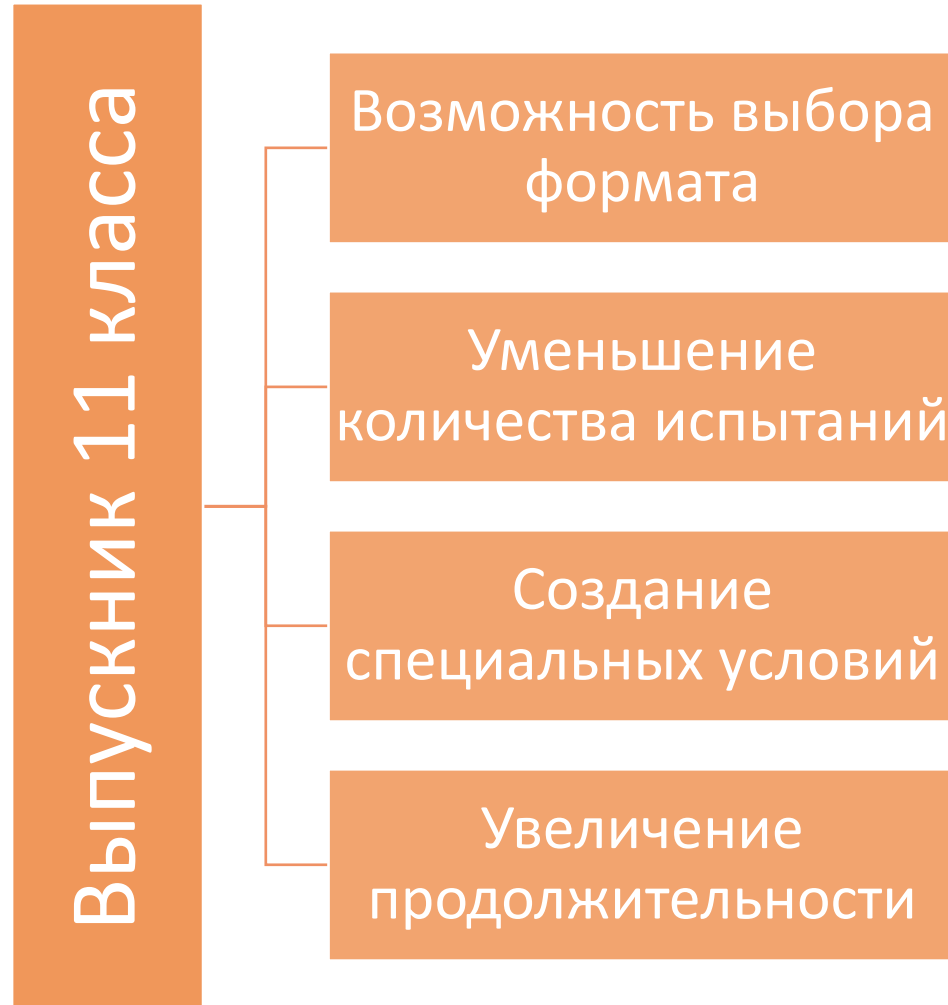 Выпускник 11 класса
Возможность выбора
формата
Уменьшение
количества испытаний
Создание
специальных условий
Увеличение
продолжительности